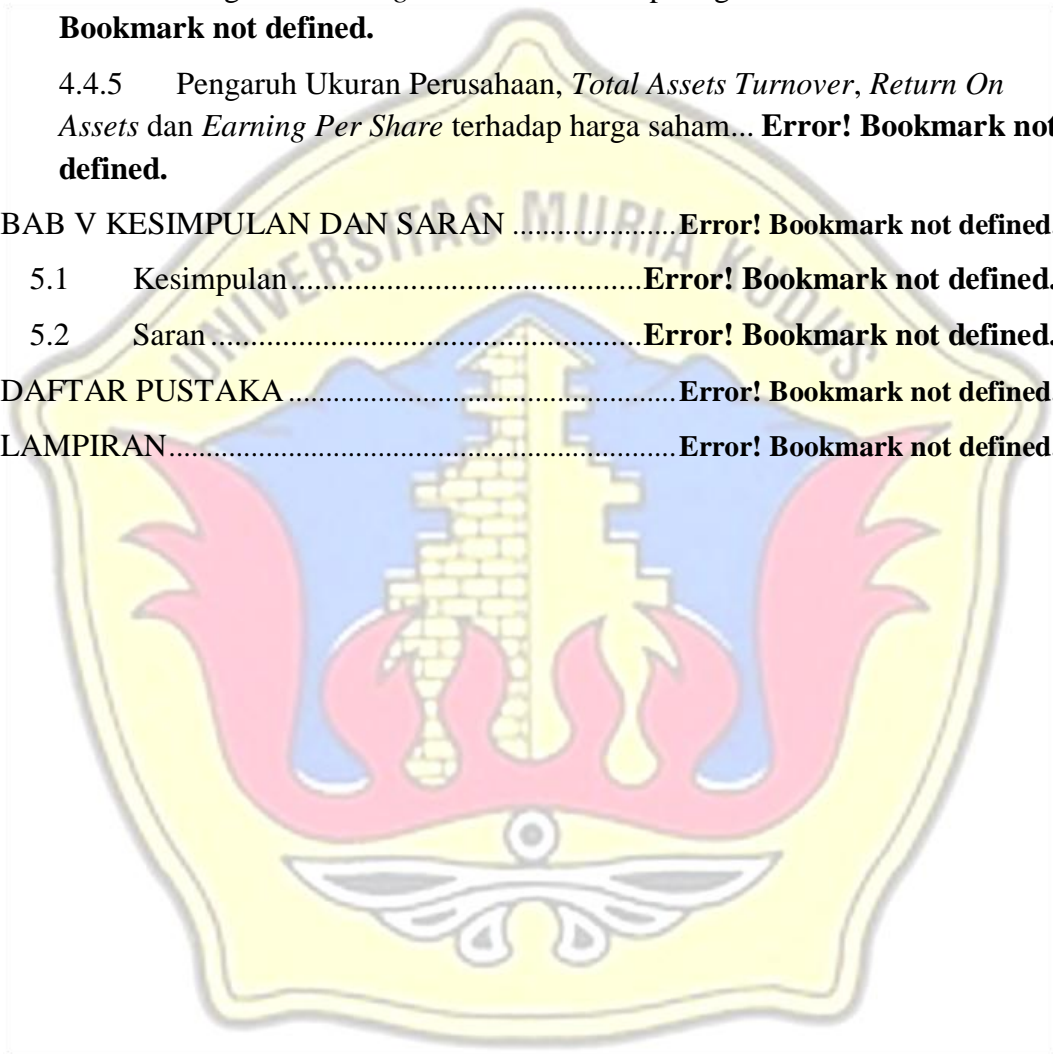 Bookmark not defined.
4.4.5 Pengaruh Ukuran Perusahaan, Total Assets Turnover, Return On
Assets dan Earning Per Share terhadap harga saham... Error! Bookmark not
defined.
BAB V KESIMPULAN DAN SARAN ................... Error! Bookmark not defined.
5.1 Kesimpulan .......................................... Error! Bookmark not defined.
5.2 Saran ................................................... Error! Bookmark not defined.
DAFTAR PUSTAKA .............................................. Error! Bookmark not defined.
LAMPIRAN ............................................................ Error! Bookmark not defined.
UNIVERSITAS MURIA KUDUS